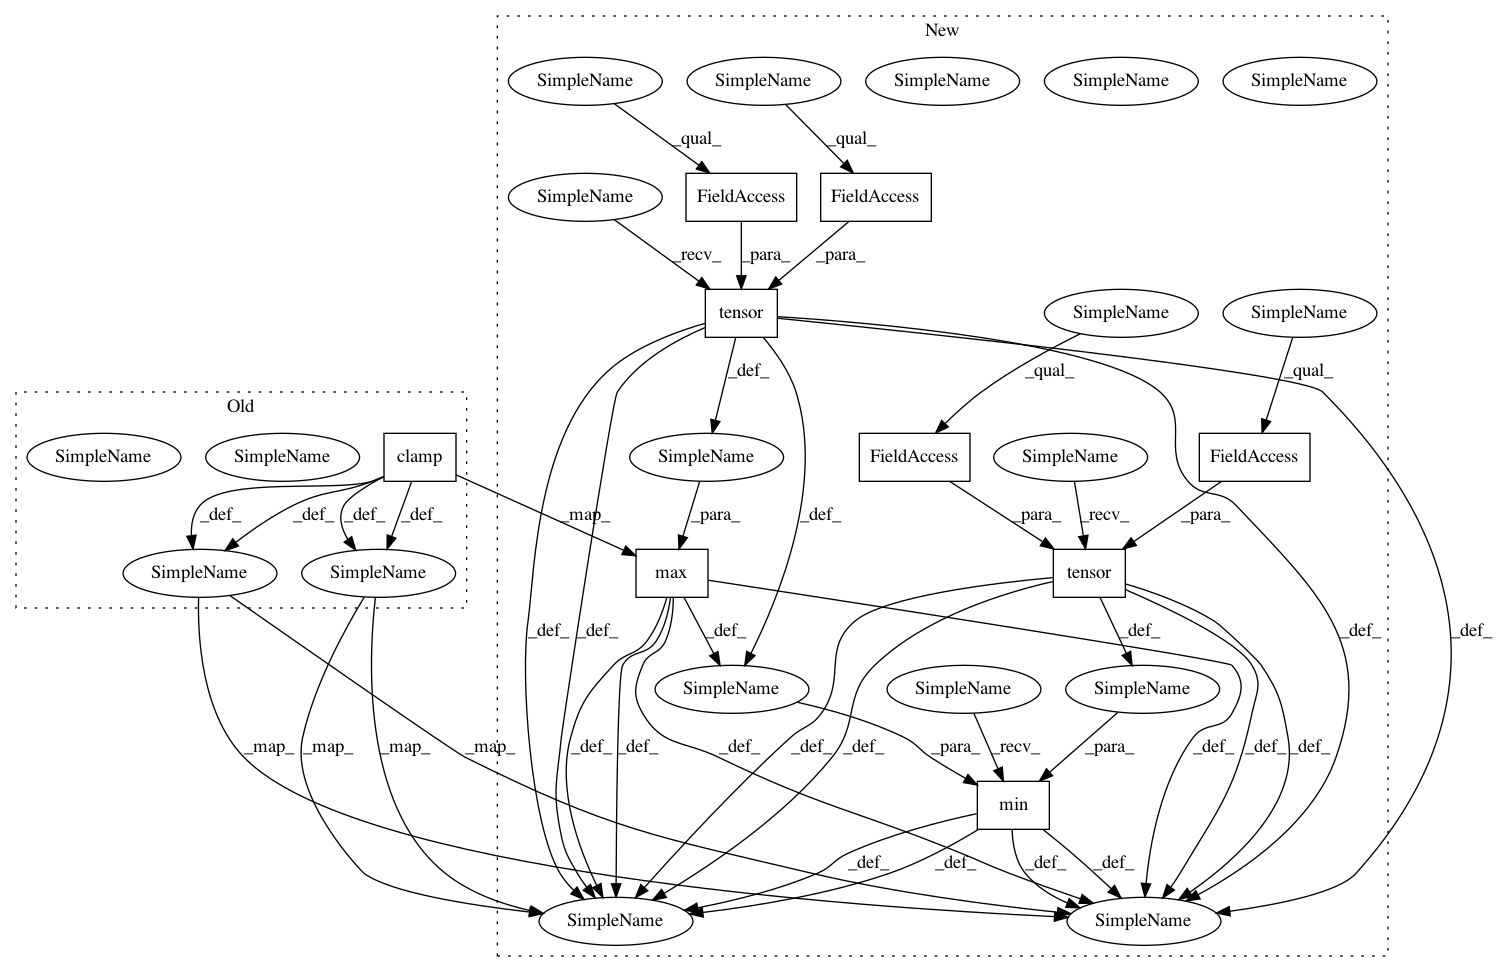 New
SimpleName SimpleName SimpleName SimpleName SimpleName
_qual_ _qual_
SimpleName FieldAccess FieldAccess
_recv_ _para_ _para_
tensor SimpleName SimpleName
_def_ _qual_ _qual_
Old
SimpleName SimpleName clamp SimpleName FieldAccess SimpleName FieldAccess
_def_ _def_ _def_ _def_ _map_ _para_ _def_ _para_ _recv_ _para_
SimpleName SimpleName max tensor
_def_ _def_ _def_ _def_ _def_ _def_
SimpleName SimpleName SimpleName
_map_ _map_ _map_ _map_ _def_ _def_ _def_ _def_ _def_ _para_ _recv_ _para_ _def_ _def_ _def_
min
_def_ _def_ _def_ _def_
SimpleName SimpleName